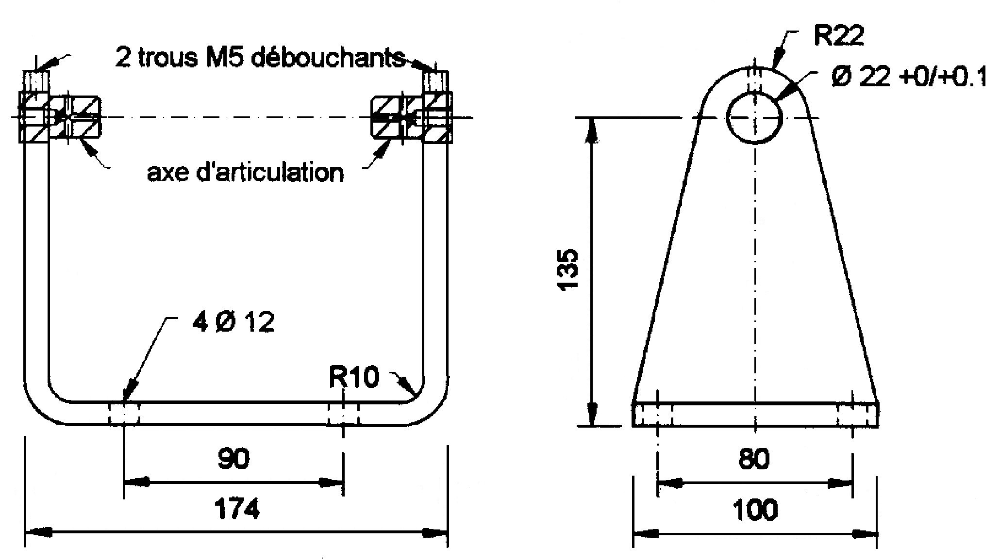 2 trous M5 débouchants
R22
Ø 22 +0/+0.1
axe d'articulation
135
4 Ø 12
R10
90
80
174
100